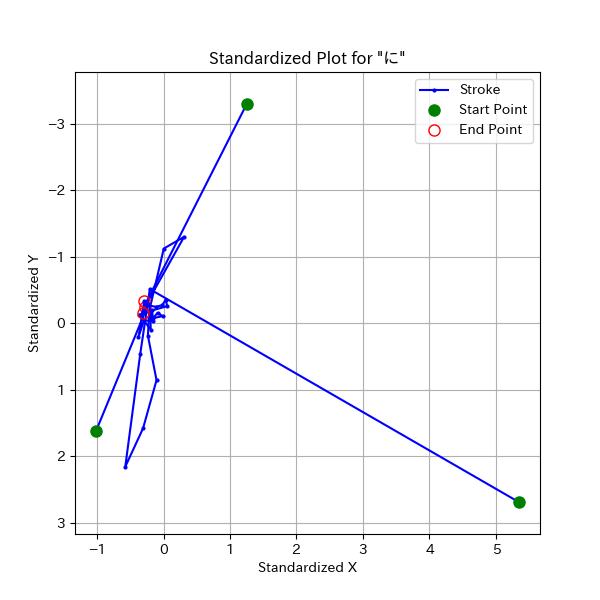 Standardized Plot for "に"
Stroke
Start Point
End Point
−3
−2
−1
0
1
2
3
Standardized Y
−1 0 1 2 3 4 5
Standardized X